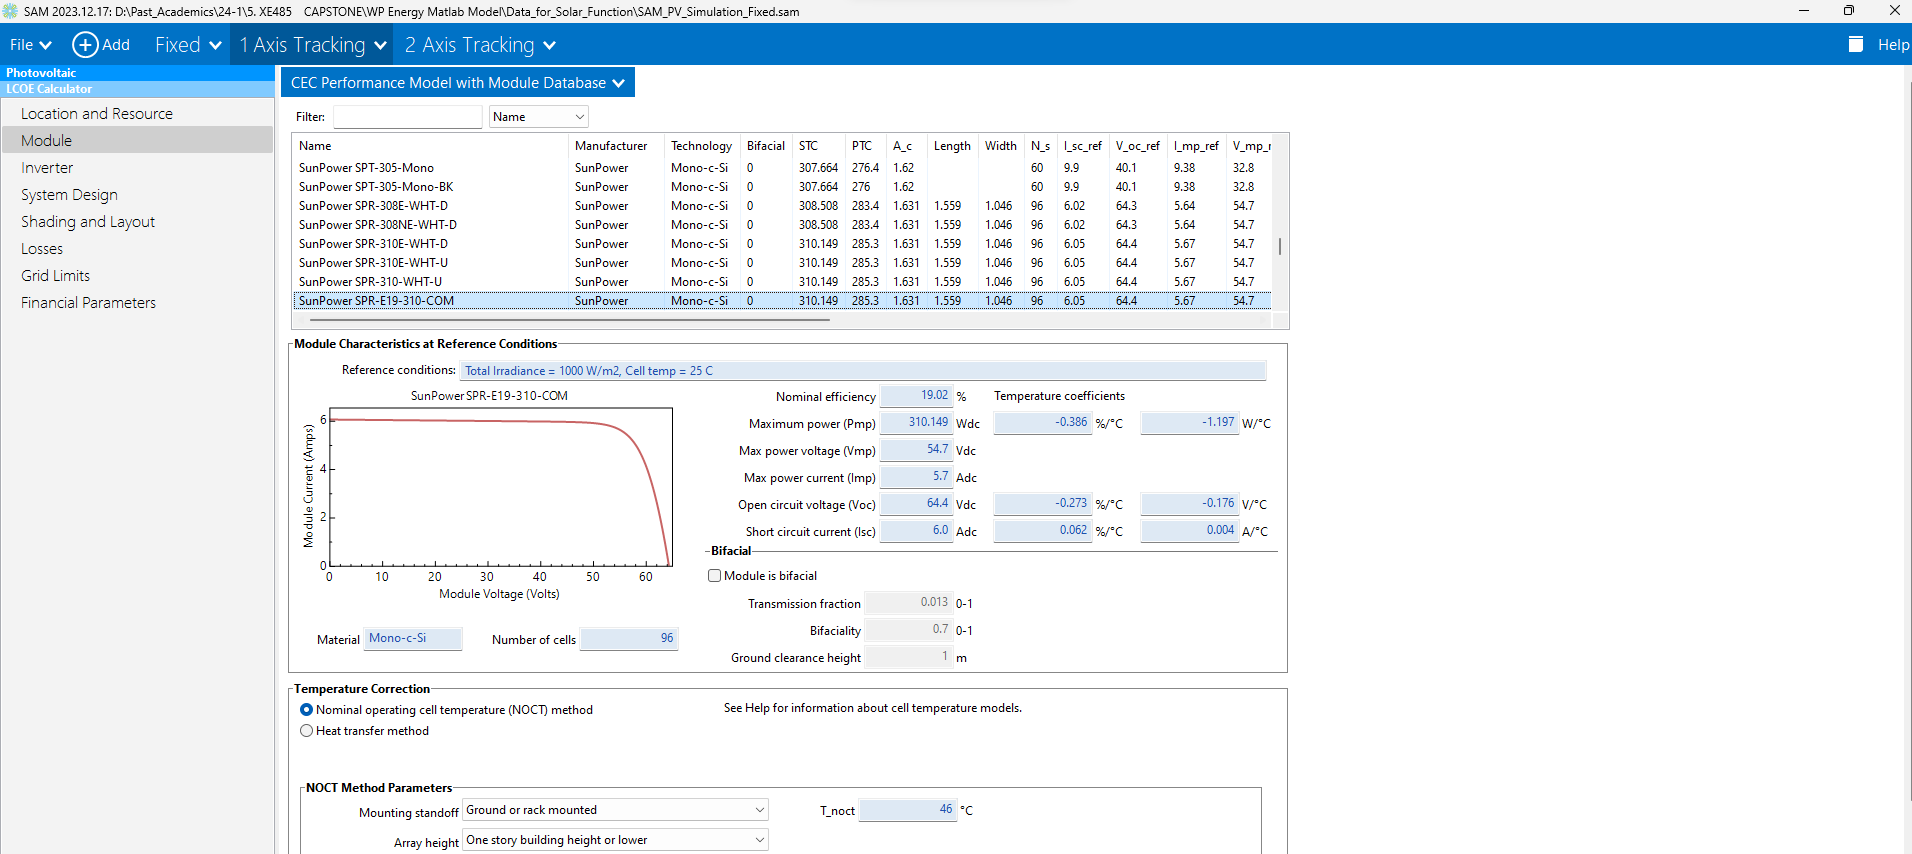 SAM 2023.12.17: D:\Past_Academics\24-1\5. XE485    CAPSTONE\WP Energy Matlab Model\Data_for_Solar_Function\SAM_PV_Simulation_Fixed.sam
File Add Fixed 1 Axis Tracking 2 Axis Tracking Help
Photovoltaic
LCOE Calculator
Location and Resource
Module
Inverter
System Design
Shading and Layout
Losses
Grid Limits
Financial Parameters
CEC Performance Model with Module Database
Filter: Name
Name Manufacturer Technology Bifacial STC PTC A_c Length Width N_s I_sc_ref V_oc_ref I_mp_ref V_mp_r
SunPower SPT-305-Mono SunPower Mono-c-Si 0 307.664 276.4 1.62 60 9.9 40.1 9.38 32.8
SunPower SPT-305-Mono-BK SunPower Mono-c-Si 0 307.664 276 1.62 60 9.9 40.1 9.38 32.8
SunPower SPR-308E-WHT-D SunPower Mono-c-Si 0 308.508 283.4 1.631 1.559 1.046 96 6.02 64.3 5.64 54.7
SunPower SPR-308NE-WHT-D SunPower Mono-c-Si 0 308.508 283.4 1.631 1.559 1.046 96 6.02 64.3 5.64 54.7
SunPower SPR-310E-WHT-D SunPower Mono-c-Si 0 310.149 285.3 1.631 1.559 1.046 96 6.05 64.4 5.67 54.7
SunPower SPR-310E-WHT-U SunPower Mono-c-Si 0 310.149 285.3 1.631 1.559 1.046 96 6.05 64.4 5.67 54.7
SunPower SPR-310-WHT-U SunPower Mono-c-Si 0 310.149 285.3 1.631 1.559 1.046 96 6.05 64.4 5.67 54.7
SunPower SPR-E19-310-COM SunPower Mono-c-Si 0 310.149 285.3 1.631 1.559 1.046 96 6.05 64.4 5.67 54.7
Module Characteristics at Reference Conditions
Reference conditions: Total Irradiance = 1000 W/m2, Cell temp = 25 C
SunPower SPR-E19-310-COM
Module Current (Amps)
6
4
2
0
0 10 20 30 40 50 60
Module Voltage (Volts)
Material Mono-c-Si Number of cells 96
Nominal efficiency 19.02 % Temperature coefficients
Maximum power (Pmp) 310.149 Wdc -0.386 %/°C -1.197 W/°C
Max power voltage (Vmp) 54.7 Vdc
Max power current (Imp) 5.7 Adc
Open circuit voltage (Voc) 64.4 Vdc -0.273 %/°C -0.176 V/°C
Short circuit current (Isc) 6.0 Adc 0.062 %/°C 0.004 A/°C
Bifacial
Module is bifacial
Transmission fraction 0.013 0-1
Bifaciality 0.7 0-1
Ground clearance height 1 m
Temperature Correction
Nominal operating cell temperature (NOCT) method See Help for information about cell temperature models.
Heat transfer method
NOCT Method Parameters
Mounting standoff Ground or rack mounted T_noct 46 °C
Array height One story building height or lower